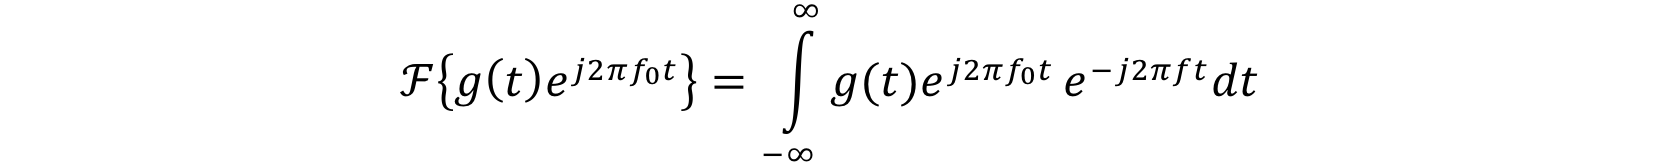 ℱ{g(t)e^{j2πf₀t}} = ∫_{-∞}^{∞} g(t)e^{j2πf₀t} e^{-j2πft}dt